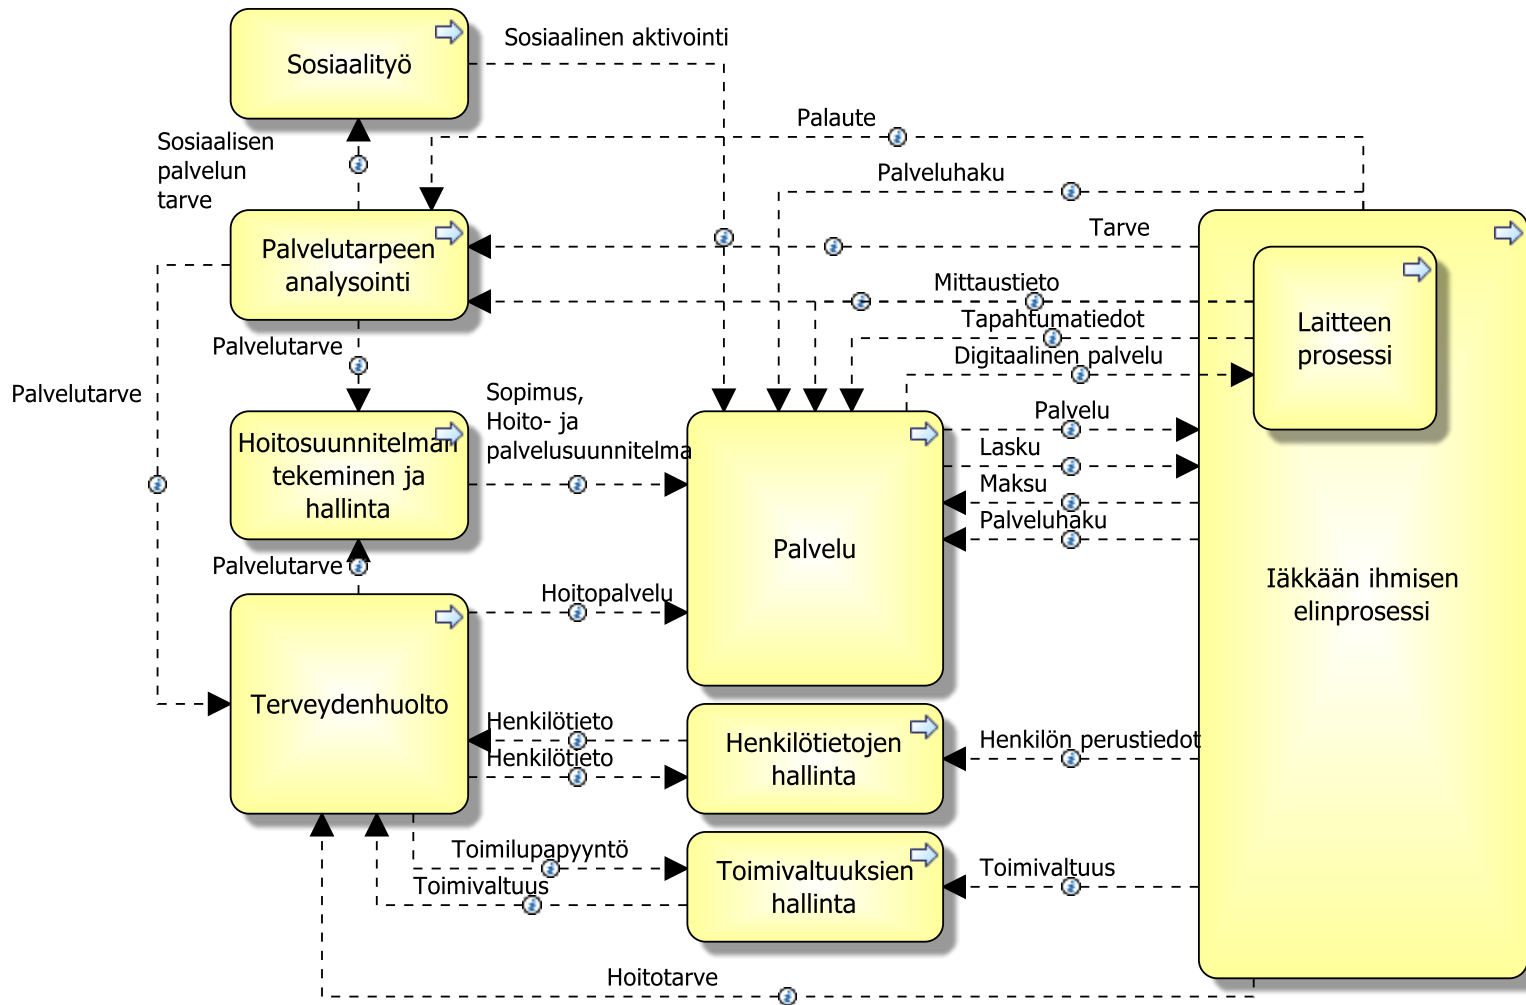 Sosiaalityö
Sosiaalinen aktivointi
Palaute
Sosiaalisen
palvelun
tarve
Palveluhaku
Tarve
Palvelutarpeen
analysointi
Mittaustieto
Tapahtumatiedot
Laitteen
prosessi
Digitaalinen palvelu
Palvelutarve
Palvelutarve
Sopimus,
Hoito- ja
palvelusuunnitelma
Hoitosuunnitelman
tekeminen ja
hallinta
Palvelu
Lasku
Maksu
Palveluhaku
Palvelu
Iäkkään ihmisen
elinprosessi
Palvelutarve
Hoitopalvelu
Terveydenhuolto
Henkilötieto
Henkilötieto
Henkilötietojen
hallinta
Henkilön perustiedot
Toimilupapyyntö
Toimivaltuus
Toimivaltuuksien
hallinta
Toimivaltuus
Hoitotarve